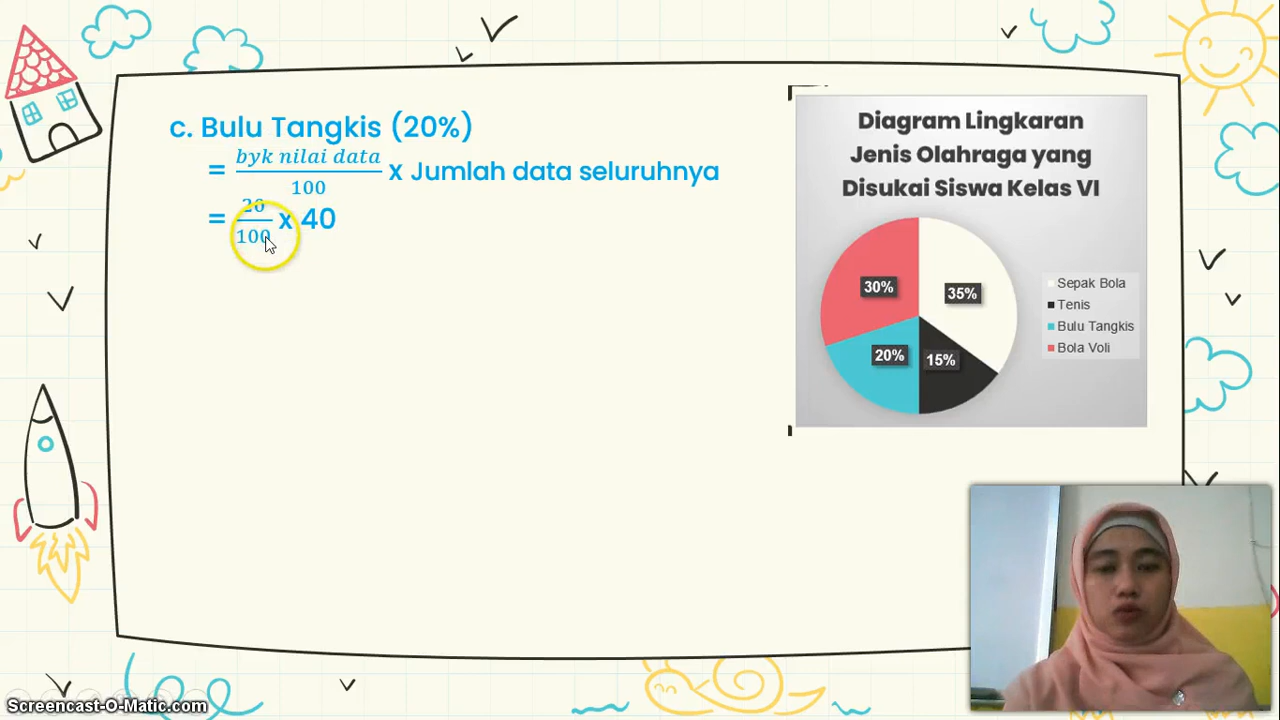 c. Bulu Tangkis (20%)
= byk nilai data / 100 x Jumlah data seluruhnya
= 20 / 100 x 40
Diagram Lingkaran
Jenis Olahraga yang
Disukai Siswa Kelas VI
30%
35%
20%
15%
Sepak Bola
Tenis
Bulu Tangkis
Bola Voli
Screencast-O-Matic.com